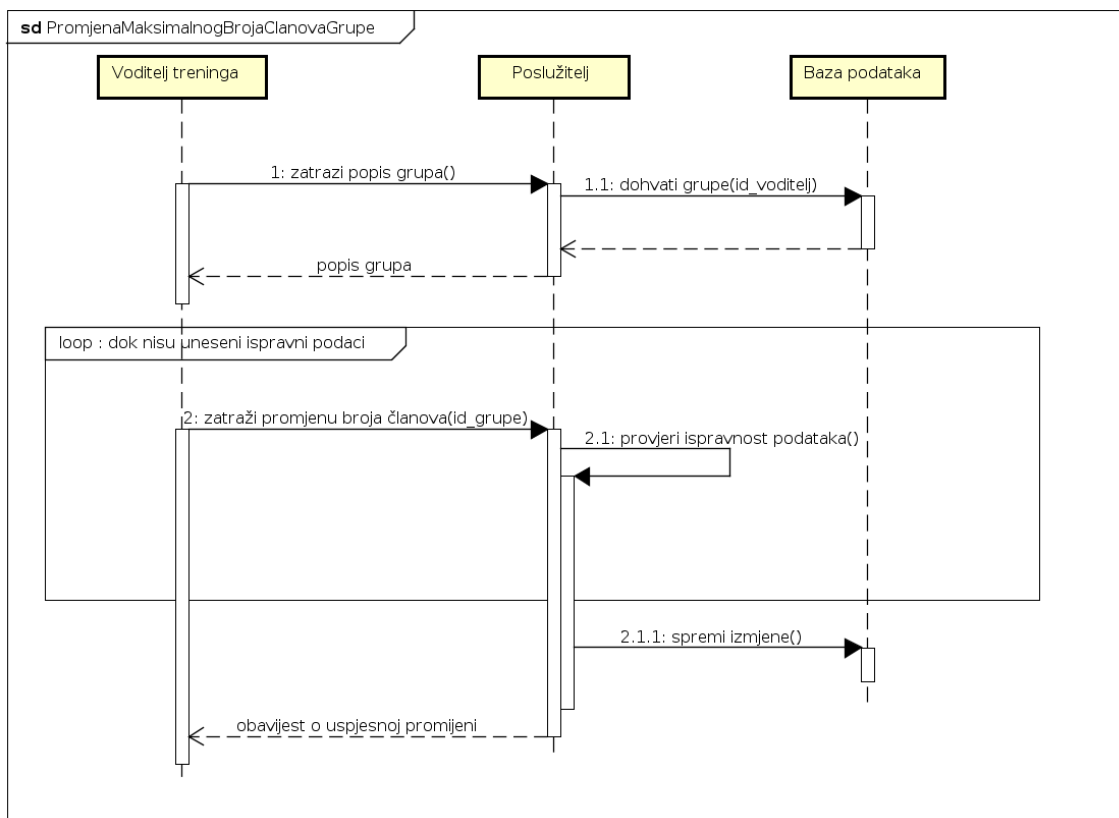 sd PromjenaMaksimalnogBrojaClanovaGrupe
Voditelj treninga
Poslužitelj
Baza podataka
1: zatrazi popis grupa()
1.1: dohvati grupe(id_voditelj)
popis grupa
loop : dok nisu uneseni ispravni podaci
2: zatraži promjenu broja članova(id_grupe)
2.1: provjeri ispravnost podataka()
2.1.1: spremi izmjene()
obavijest o uspjesnoj promijeni